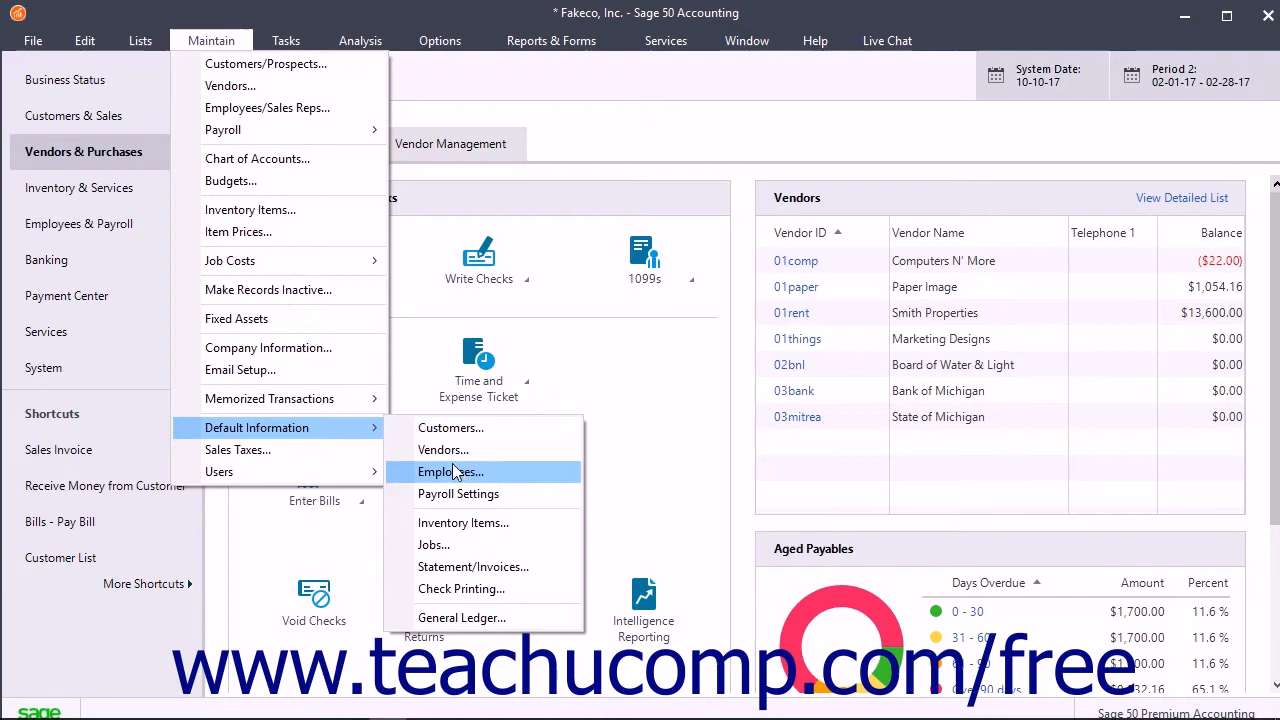 * Fakeco, Inc. - Sage 50 Accounting
File Edit Lists Maintain Tasks Analysis Options Reports & Forms Services Window Help Live Chat
Business Status
Customers & Sales
Vendors & Purchases
Inventory & Services
Employees & Payroll
Banking
Payment Center
Services
System
Shortcuts
Sales Invoice
Receive Money from Customer
Bills - Pay Bill
Customer List
More Shortcuts
Customers/Prospects...
Vendors...
Employees/Sales Reps...
Payroll
Chart of Accounts...
Budgets...
Inventory Items...
Item Prices...
Job Costs
Make Records Inactive...
Fixed Assets
Company Information...
Email Setup...
Memorized Transactions
Default Information
Sales Taxes...
Users
Customers...
Vendors...
Payroll Settings
Inventory Items...
Jobs...
Statement/Invoices...
Check Printing...
General Ledger...
System Date:
10-10-17
Period 2:
02-01-17 - 02-28-17
Vendor Management
Write Checks
1099s
Time and
Expense Ticket
Enter Bills
Void Checks
Returns
Intelligence
Reporting
Vendors View Detailed List
Vendor ID Vendor Name Telephone 1 Balance
01comp Computers N' More ($22.00)
01paper Paper Image $1,054.16
01rent Smith Properties $13,600.00
01things Marketing Designs $0.00
02bnl Board of Water & Light $0.00
03bank Bank of Michigan $0.00
03mitrea State of Michigan $0.00
Aged Payables
Days Overdue Amount Percent
0 - 30 $1,700.00 11.6 %
31 - 60 $1,700.00 11.6 %
11.6 %
65.1 %
www.teachucomp.com/free
sage
Sage 50 Premium Accounting